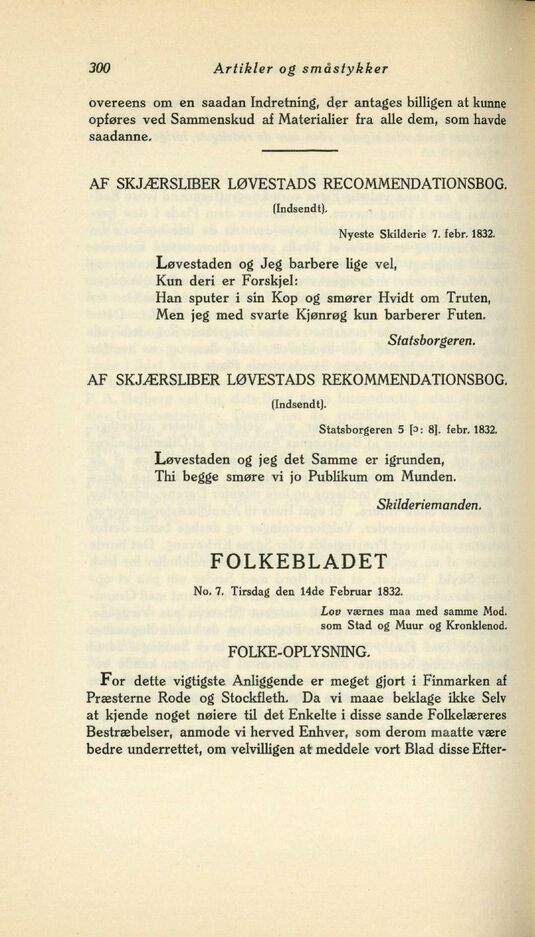 300 Artikler og småstykker
overeens om en saadan Indretning, der antages billigen at kunne
opføres ved Sammenskud af Materialier fra alle dem, som havde
saadanne.
AF SKJÆRSLIBER LØVESTADS RECOMMENDATIONSBOG.
(Indsendt).
Nyeste Skilderie 7. febr. 1832.
Løvestaden og Jeg barbere lige vel,
Kun deri er Forskjel:
Han sputer i sin Kop og smører Hvidt om Truten,
Men jeg med svarte Kjønrøg kun barberer Futen.
Statsborgeren.
AF SKJÆRSLIBER LØVESTADS REKOMMENDATIONSBOG.
(Indsendt).
Statsborgeren 5 [ɔ: 8]. febr. 1832.
Løvestaden og jeg det Samme er igrunden,
Thi begge smøre vi jo Publikum om Munden.
Skilderiemanden.
FOLKEBLADET
No. 7. Tirsdag den 14de Februar 1832.
Lov værnes maa med samme Mod.
som Stad og Muur og Kronklenod.
FOLKE-OPLYSNING.
For dette vigtigste Anliggende er meget gjort i Finmarken af
Præsterne Rode og Stockfleth. Da vi maae beklage ikke Selv
at kjende noget nøiere til det Enkelte i disse sande Folkelæreres
Bestræbelser, anmode vi herved Enhver, som derom maatte være
bedre underrettet, om velvilligen at meddele vort Blad disse Efter-